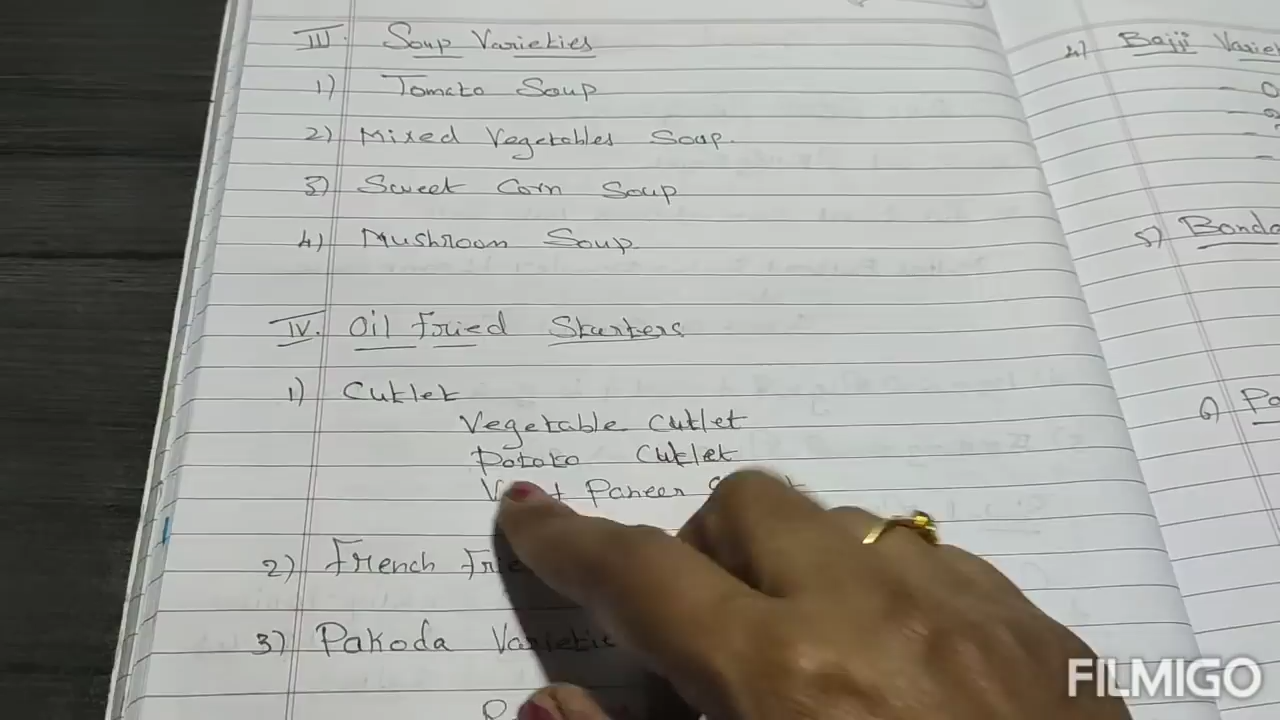 III. Soup Varieties
1) Tomato Soup
2) Mixed Vegetables Soup.
3) Sweet Corn Soup
4) Mushroom Soup
IV. Oil fried Starters
1) Cutlet
Vegetable Cutlet
Potato Cutlet
Paneer
2) French
3) Pakoda
4) Bajji
5) Bonda
6)
FILMIGO